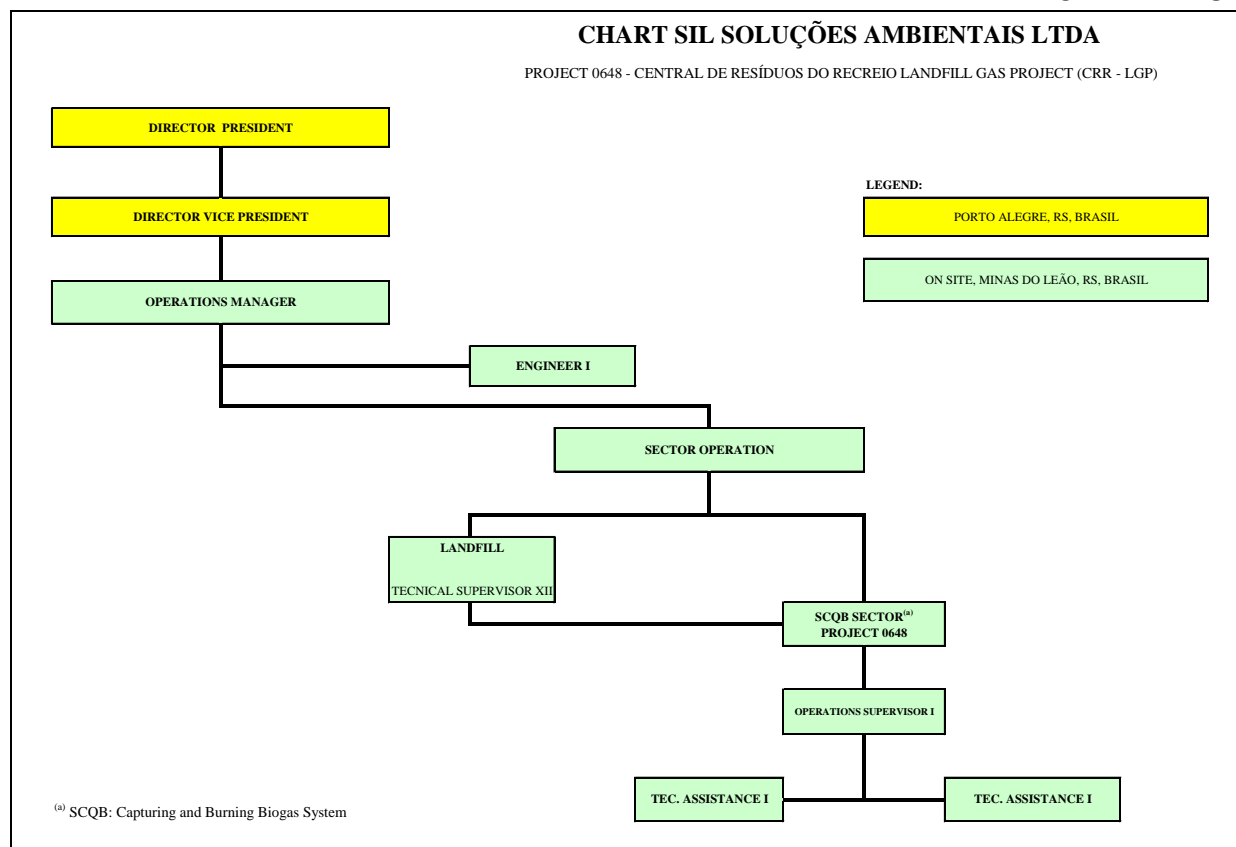 CHART SIL SOLUÇÕES AMBIENTAIS LTDA
PROJECT 0648 - CENTRAL DE RESÍDUOS DO RECREIO LANDFILL GAS PROJECT (CRR - LGP)
DIRECTOR PRESIDENT
LEGEND:
DIRECTOR VICE PRESIDENT
PORTO ALEGRE, RS, BRASIL
ON SITE, MINAS DO LEÃO, RS, BRASIL
OPERATIONS MANAGER
ENGINEER I
SECTOR OPERATION
LANDFILL
TECNICAL SUPERVISOR XII
SCQB SECTOR(a)
PROJECT 0648
OPERATIONS SUPERVISOR I
TEC. ASSISTANCE I
TEC. ASSISTANCE I
(a) SCQB: Capturing and Burning Biogas System